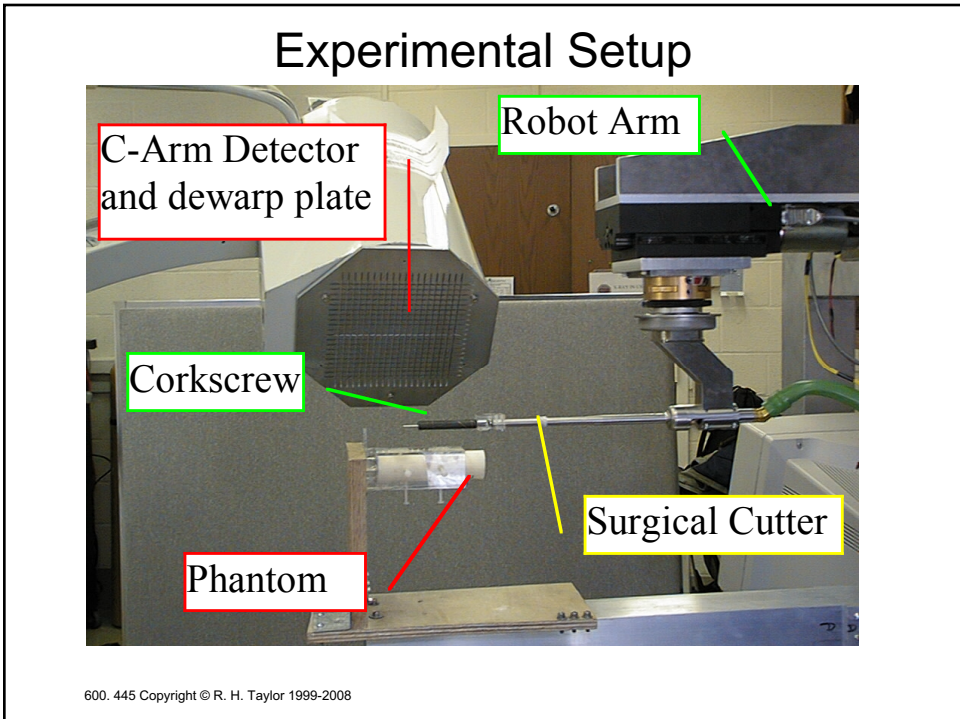 Experimental Setup
C-Arm Detector
and dewarp plate
Robot Arm
Corkscrew
Surgical Cutter
Phantom
600. 445 Copyright © R. H. Taylor 1999-2008